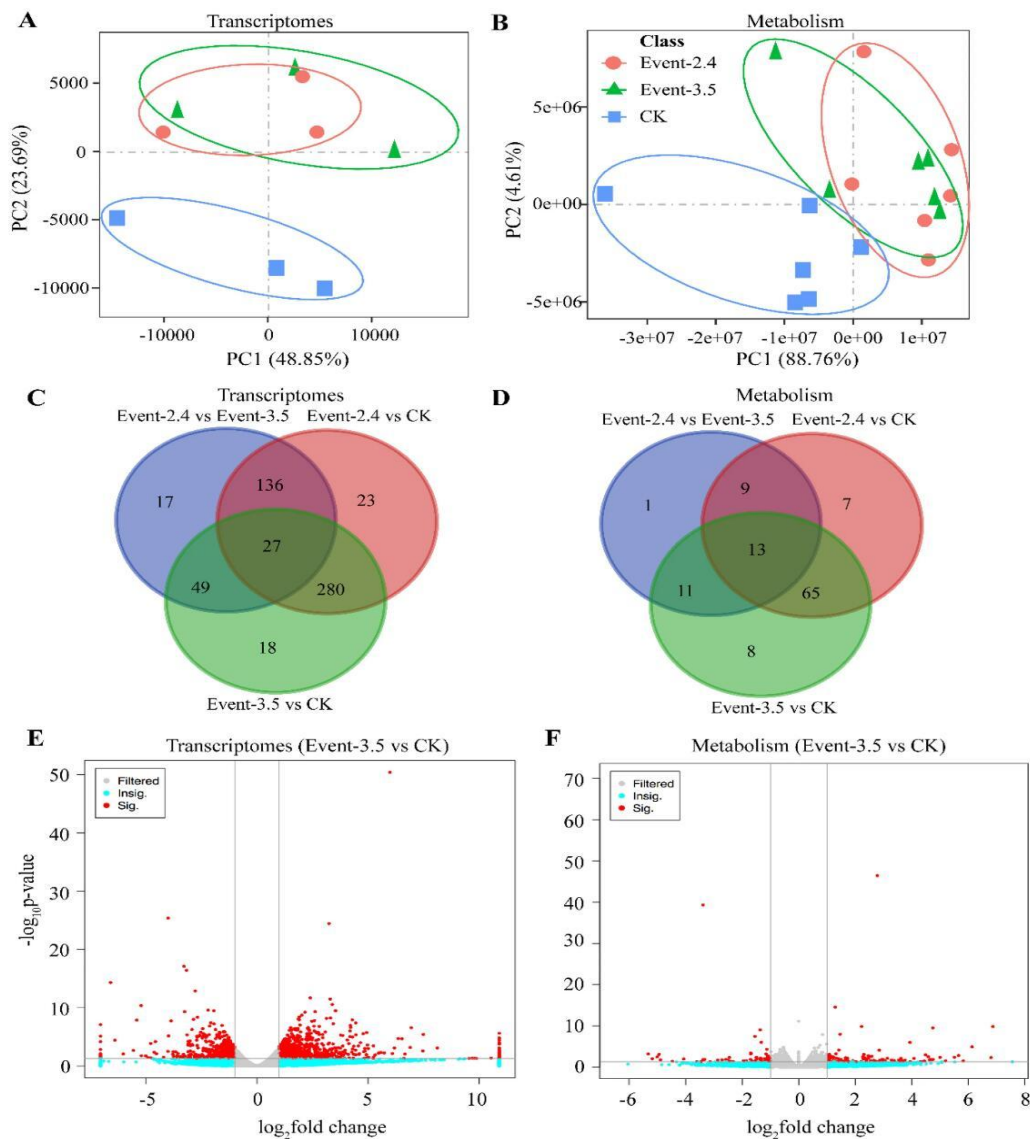 A
Transcriptomes
5000
0
-5000
-10000
PC2 (23.69%)
-10000 0 10000
PC1 (48.85%)
B
Metabolism
Class
Event-2.4
Event-3.5
CK
5e+06
0e+00
-5e+06
PC2 (4.61%)
-3e+07 -2e+07 -1e+07 0e+00 1e+07
PC1 (88.76%)
C
Transcriptomes
Event-2.4 vs Event-3.5 Event-2.4 vs CK
17 136 23
27
49 280
18
Event-3.5 vs CK
D
Metabolism
Event-2.4 vs Event-3.5 Event-2.4 vs CK
1 9 7
13
11 65
8
Event-3.5 vs CK
E
Transcriptomes (Event-3.5 vs CK)
Filtered
Insig.
Sig.
50
40
30
20
10
0
-log10p-value
-5 0 5 10
log2fold change
F
Metabolism (Event-3.5 vs CK)
Filtered
Insig.
Sig.
70
60
50
40
30
20
10
0
-6 -4 -2 0 2 4 6 8
log2fold change